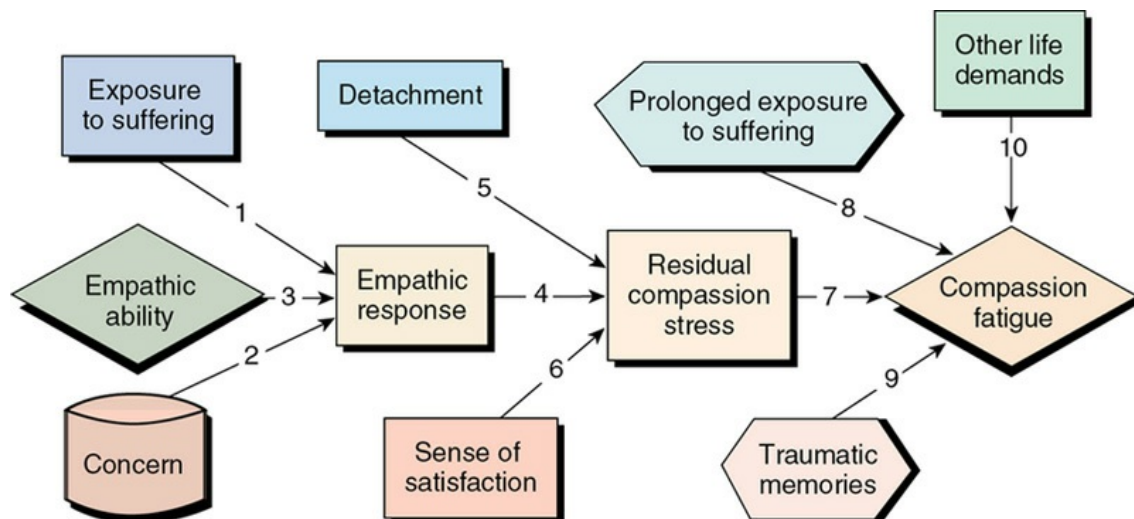 Exposure
to suffering
Detachment
Prolonged exposure
to suffering
Other life
demands
1
5
8
10
Empathic
ability
3
Empathic
response
4
Residual
compassion
stress
7
Compassion
fatigue
2
6
9
Concern
Sense of
satisfaction
Traumatic
memories